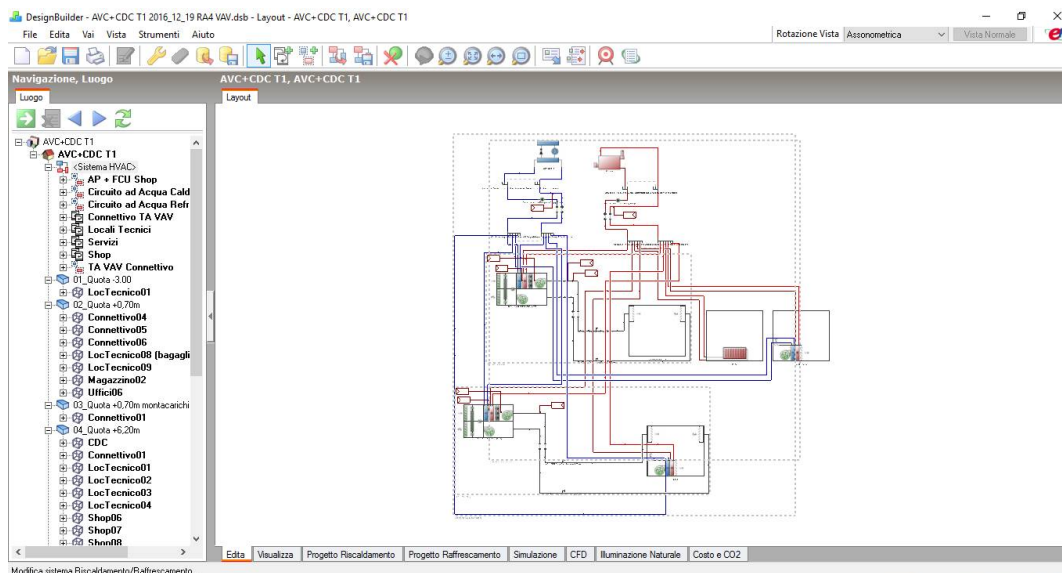 DesignBuilder - AVC+CDC T1 2016_12_19 RA4 VAV.dsb - Layout - AVC+CDC T1, AVC+CDC T1
File Edita Vai Vista Strumenti Aiuto
Rotazione Vista Assonometrica Vista Normale
Navigazione, Luogo
AVC+CDC T1, AVC+CDC T1
Luogo
Layout
AVC+CDC T1
AVC+CDC T1
<Sistema HVAC>
AP + FCU Shop
Circuito ad Acqua Cald
Circuito ad Acqua Refr
Connettivo TA VAV
Locali Tecnici
Servizi
Shop
TA VAV Connettivo
01_Quota -3.00
LocTecnico01
02_Quota +0,70m
Connettivo04
Connettivo05
Connettivo06
LocTecnico08 (bagagli
LocTecnico09
Magazzino02
Uffici06
03_Quota +0,70m montacarichi
Connettivo01
04_Quota +6,20m
CDC
Connettivo01
LocTecnico01
LocTecnico02
LocTecnico03
LocTecnico04
Shop06
Shop07
Shop08
Edita Visualizza Progetto Riscaldamento Progetto Raffrescamento Simulazione CFD Illuminazione Naturale Costo e CO2
Modifica sistema Riscaldamento/Raffrescamento